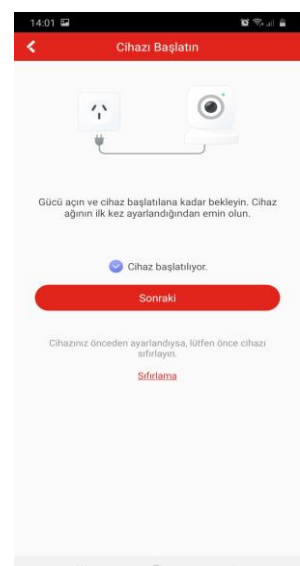 14:01
Cihazı Başlatın
Gücü açın ve cihaz başlatılana kadar bekleyin. Cihaz
ağının ilk kez ayarlandığından emin olun.
Cihaz başlatılıyor.
Sonraki
Cihazınız önceden ayarlandıysa, lütfen önce cihazı
sıfırlayın.
Sıfırlama